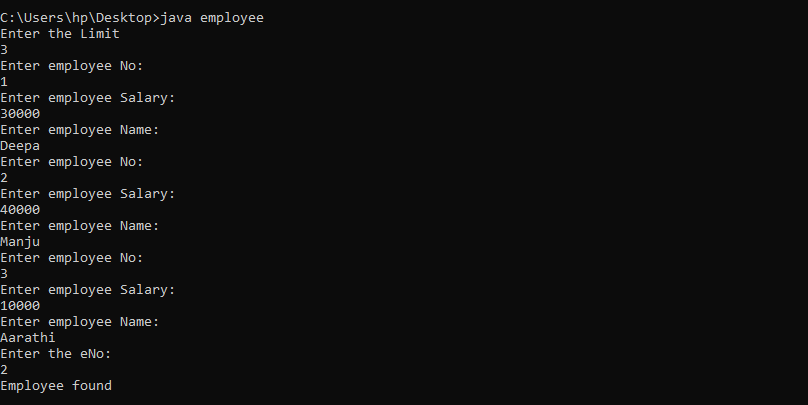 C:\Users\hp\Desktop>java employee
Enter the Limit
3
Enter employee No:
1
Enter employee Salary:
30000
Enter employee Name:
Deepa
Enter employee No:
2
Enter employee Salary:
40000
Enter employee Name:
Manju
Enter employee No:
3
Enter employee Salary:
10000
Enter employee Name:
Aarathi
Enter the eNo:
2
Employee found